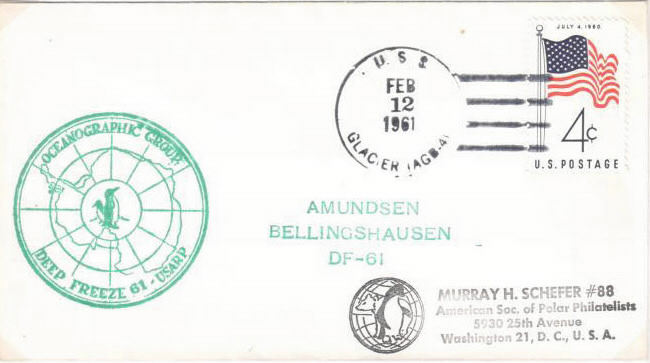 JULY 4, 1960
4¢
U.S. POSTAGE
U.S.S.
FEB
12
1961
GLACIER (AGB-4)
OCEANOGRAPHIC GROUP
DEEP FREEZE 61 - USARP
AMUNDSEN
BELLINGSHAUSEN
DF-61
MURRAY H. SCHEFER #88
American Soc. of Polar Philatelists
5930 25th Avenue
Washington 21, D. C., U. S. A.